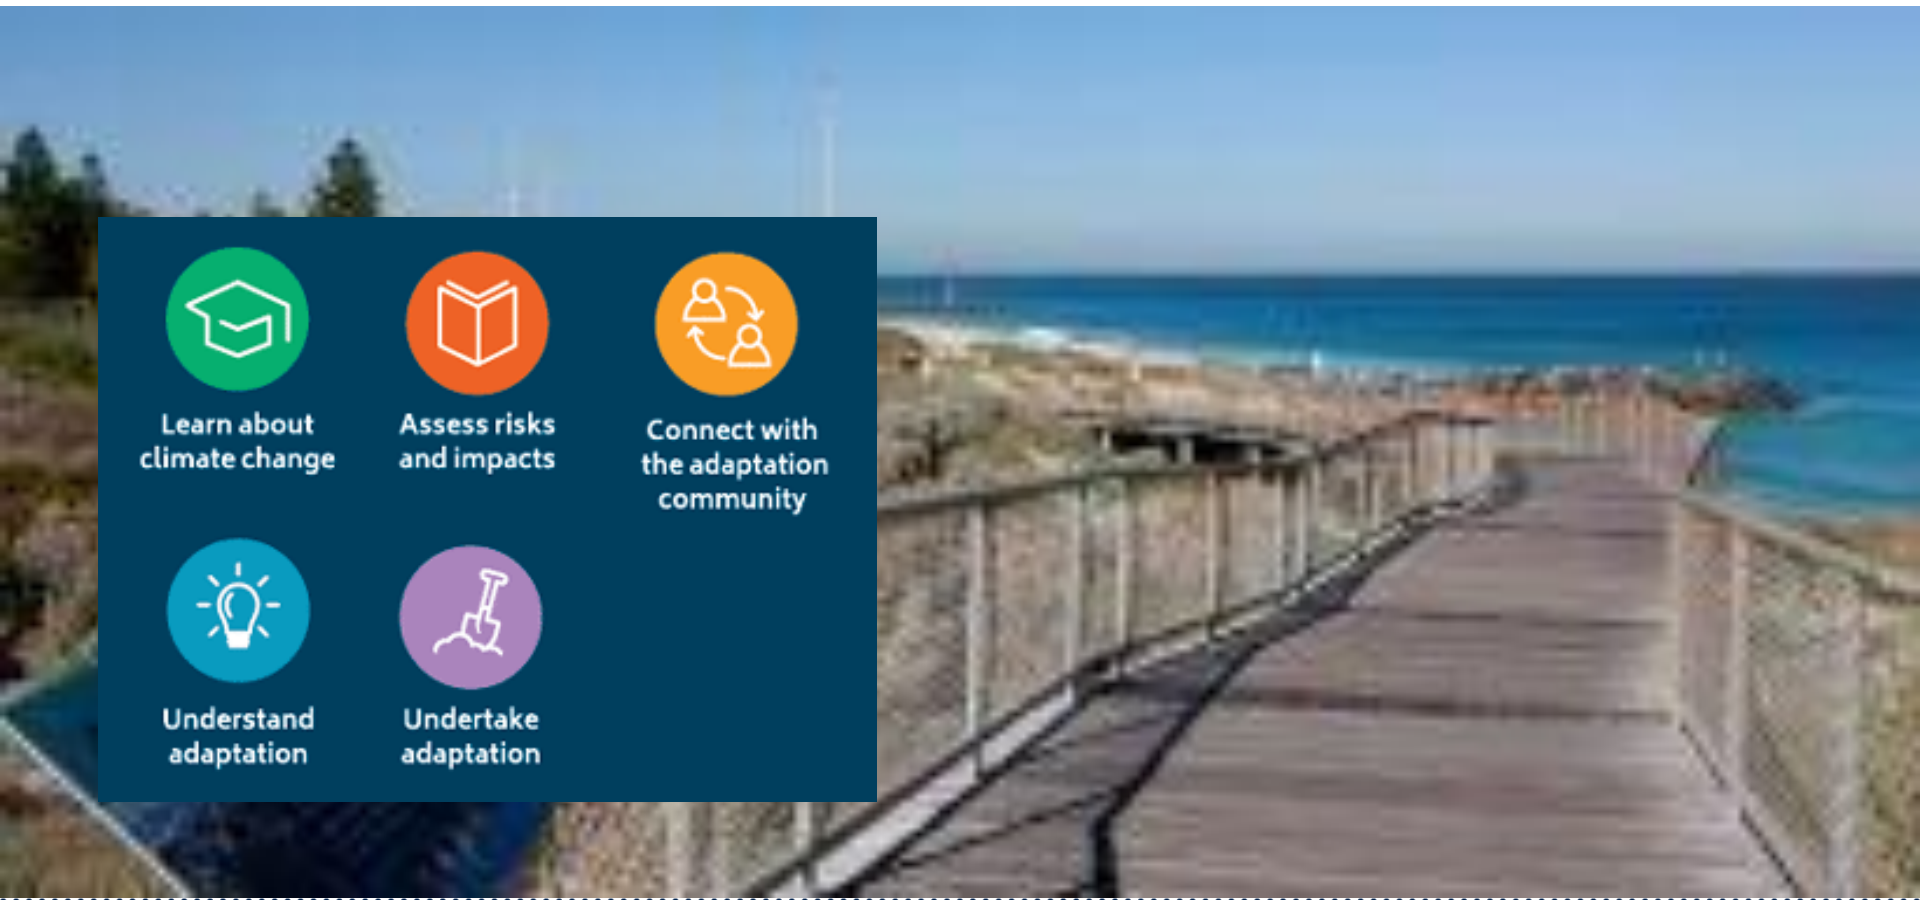 Learn about
climate change
Assess risks
and impacts
Connect with
the adaptation
community
Understand
adaptation
Undertake
adaptation